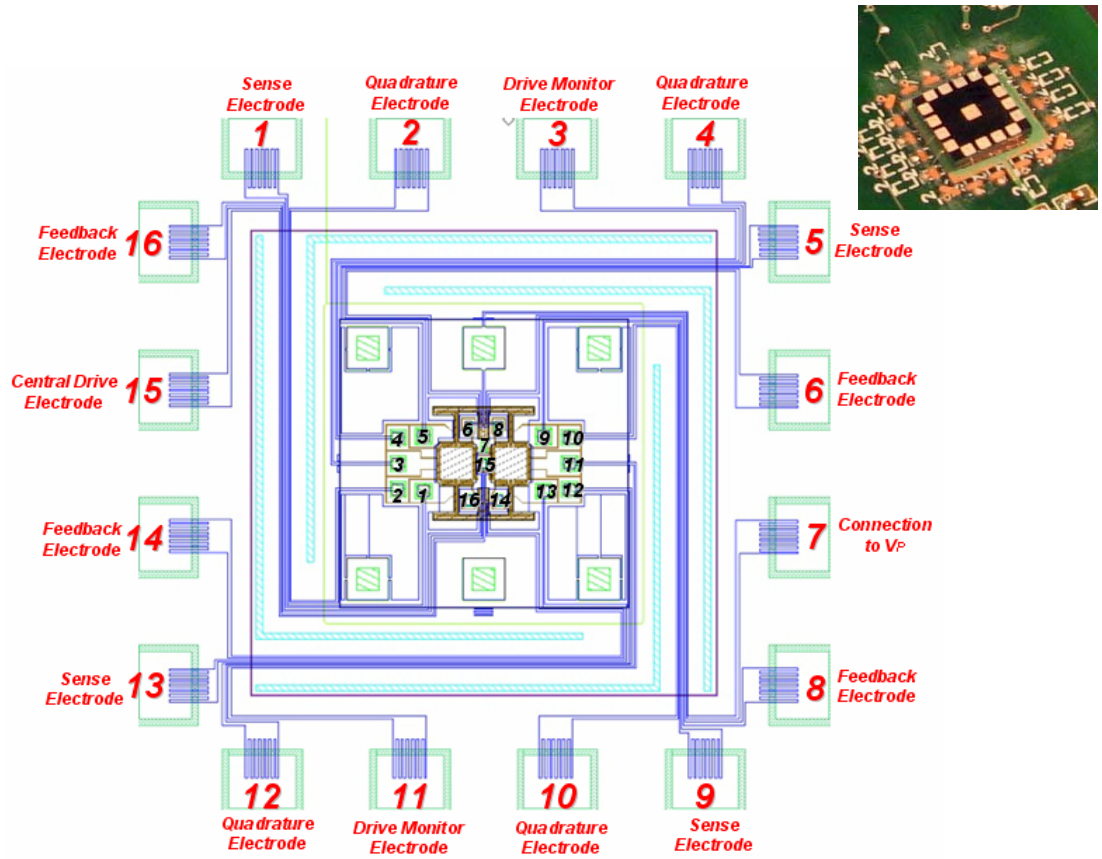 Sense
Electrode
1
Quadrature
Electrode
2
Drive Monitor
Electrode
3
Quadrature
Electrode
4
Feedback
Electrode
16
5
Sense
Electrode
Central Drive
Electrode
15
6
Feedback
Electrode
6
8
4
5
7
9
10
3
15
11
2
1
16
14
13
12
Feedback
Electrode
14
7
Connection
to VP
Sense
Electrode
13
8
Feedback
Electrode
12
Quadrature
Electrode
11
Drive Monitor
Electrode
10
Quadrature
Electrode
9
Sense
Electrode